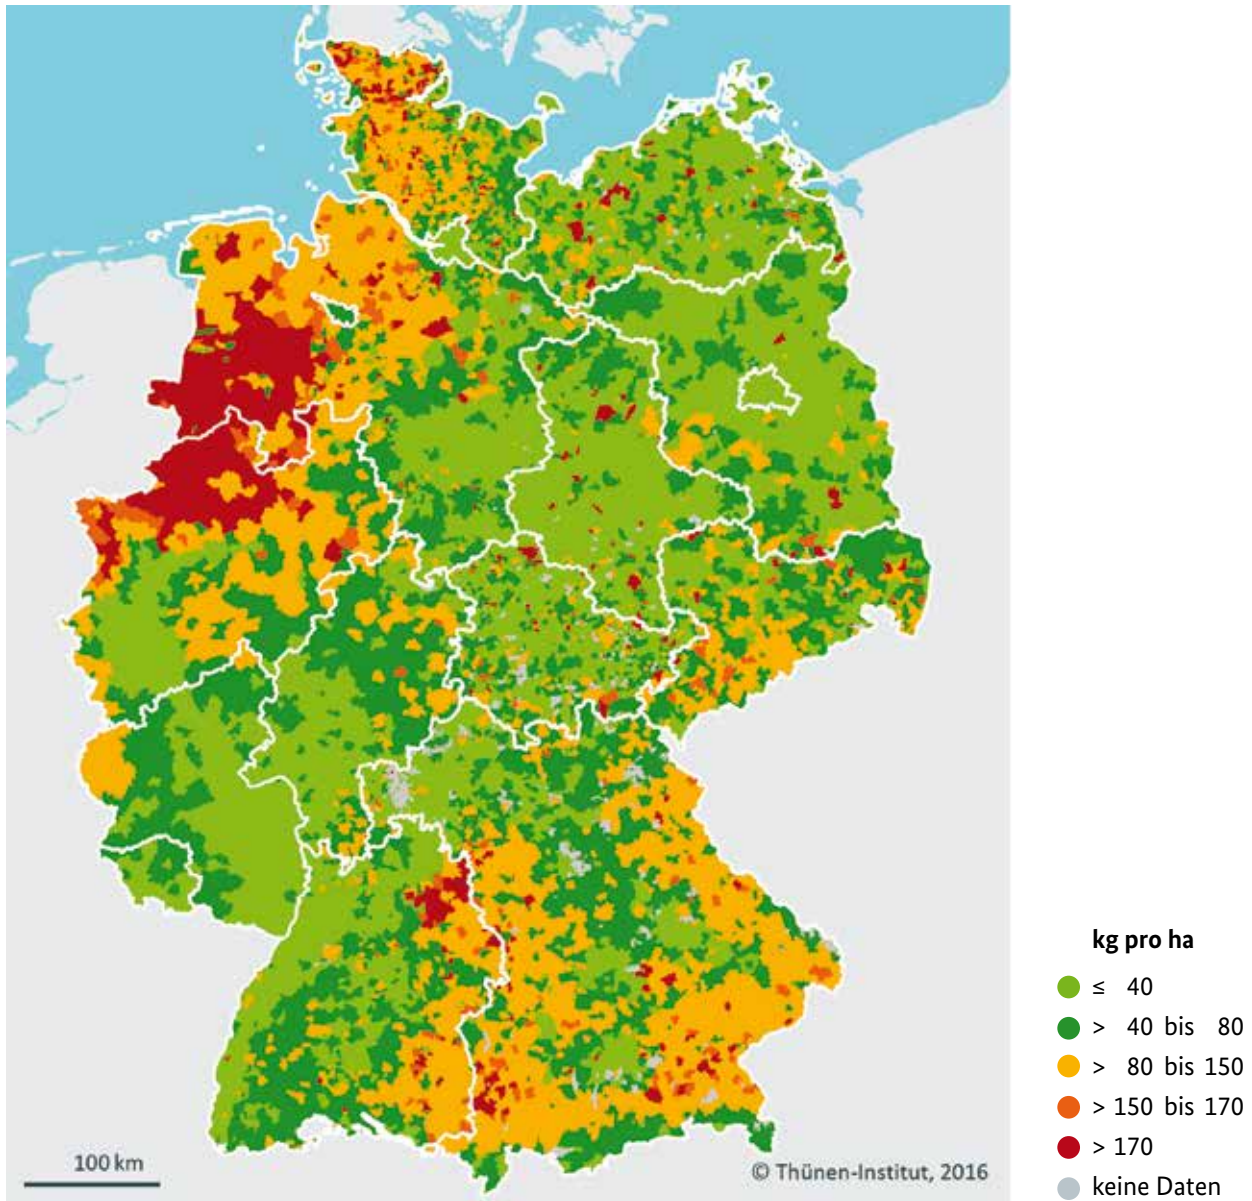 kg pro ha
≤ 40
> 40 bis 80
> 80 bis 150
> 150 bis 170
> 170
keine Daten
100 km
© Thünen-Institut, 2016